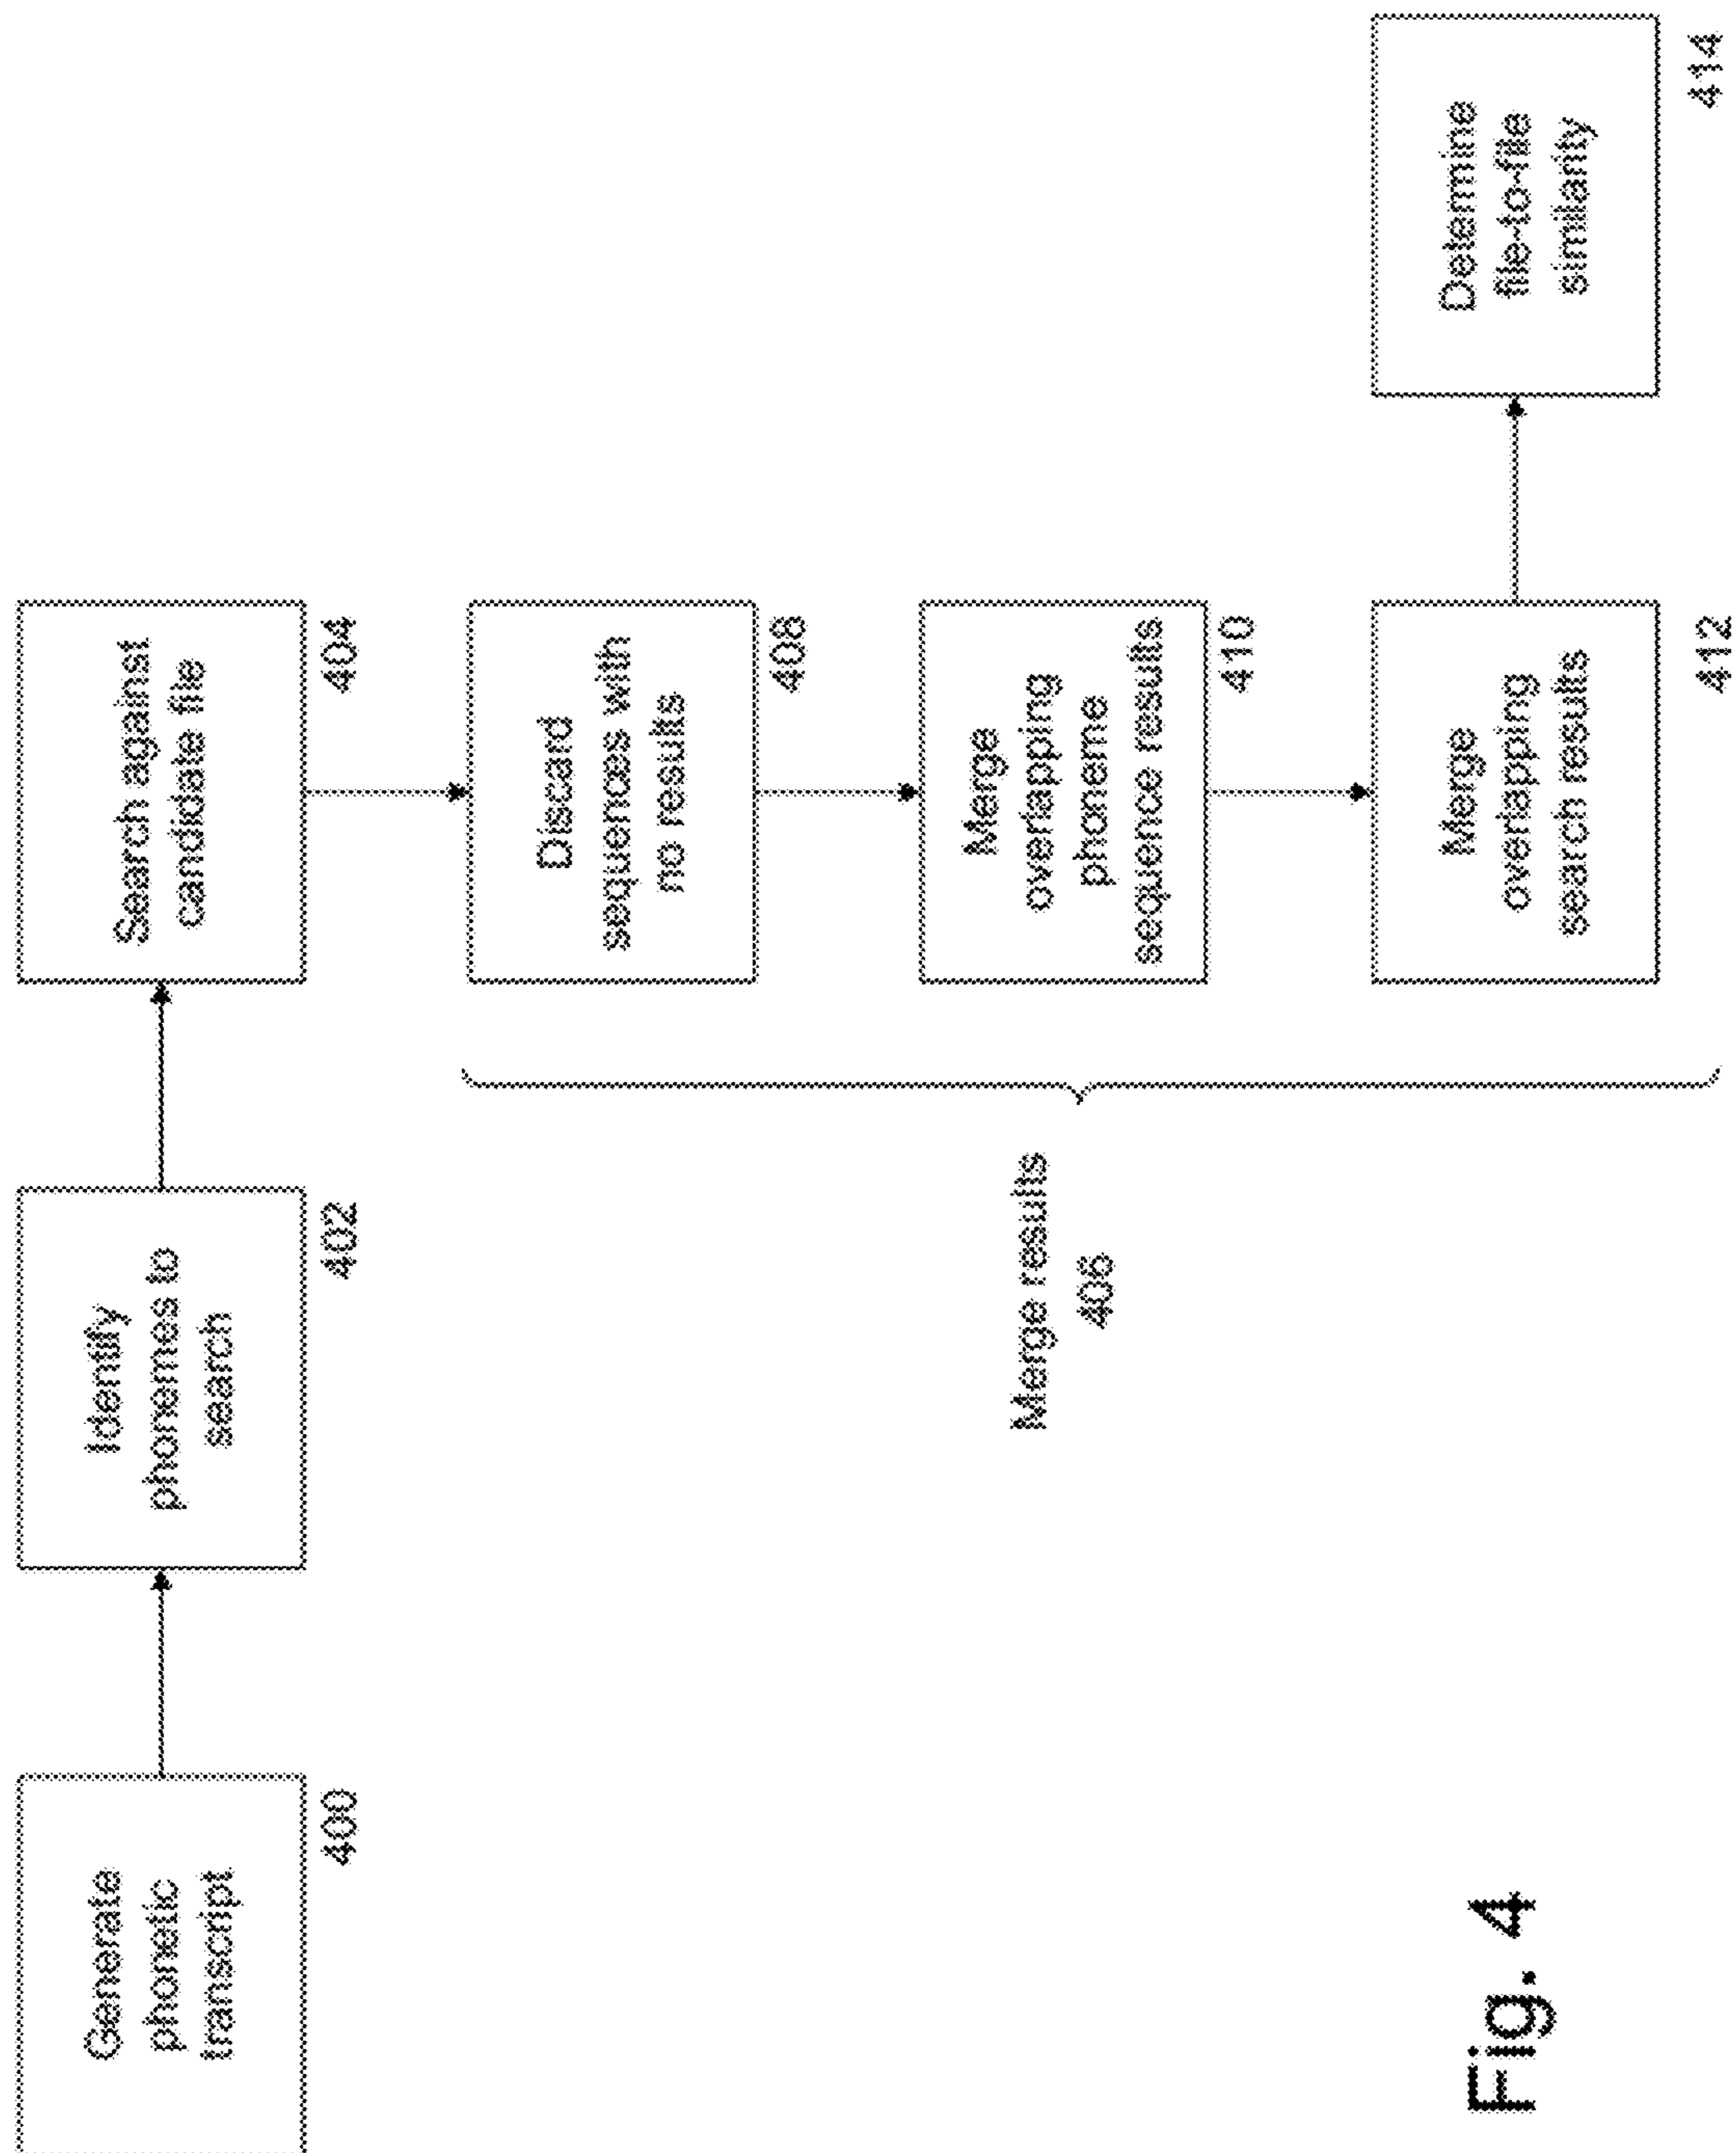 Generate
phonetic
transcript
400
Identify
phonemes to
search
402
Search against
candidate file
404
Discard
sequences with
no results
408
Merge
overlapping
phoneme
sequence results
410
Merge
overlapping
search results
412
Determine
file-to-file
similarity
414
Merge results
406
Fig. 4